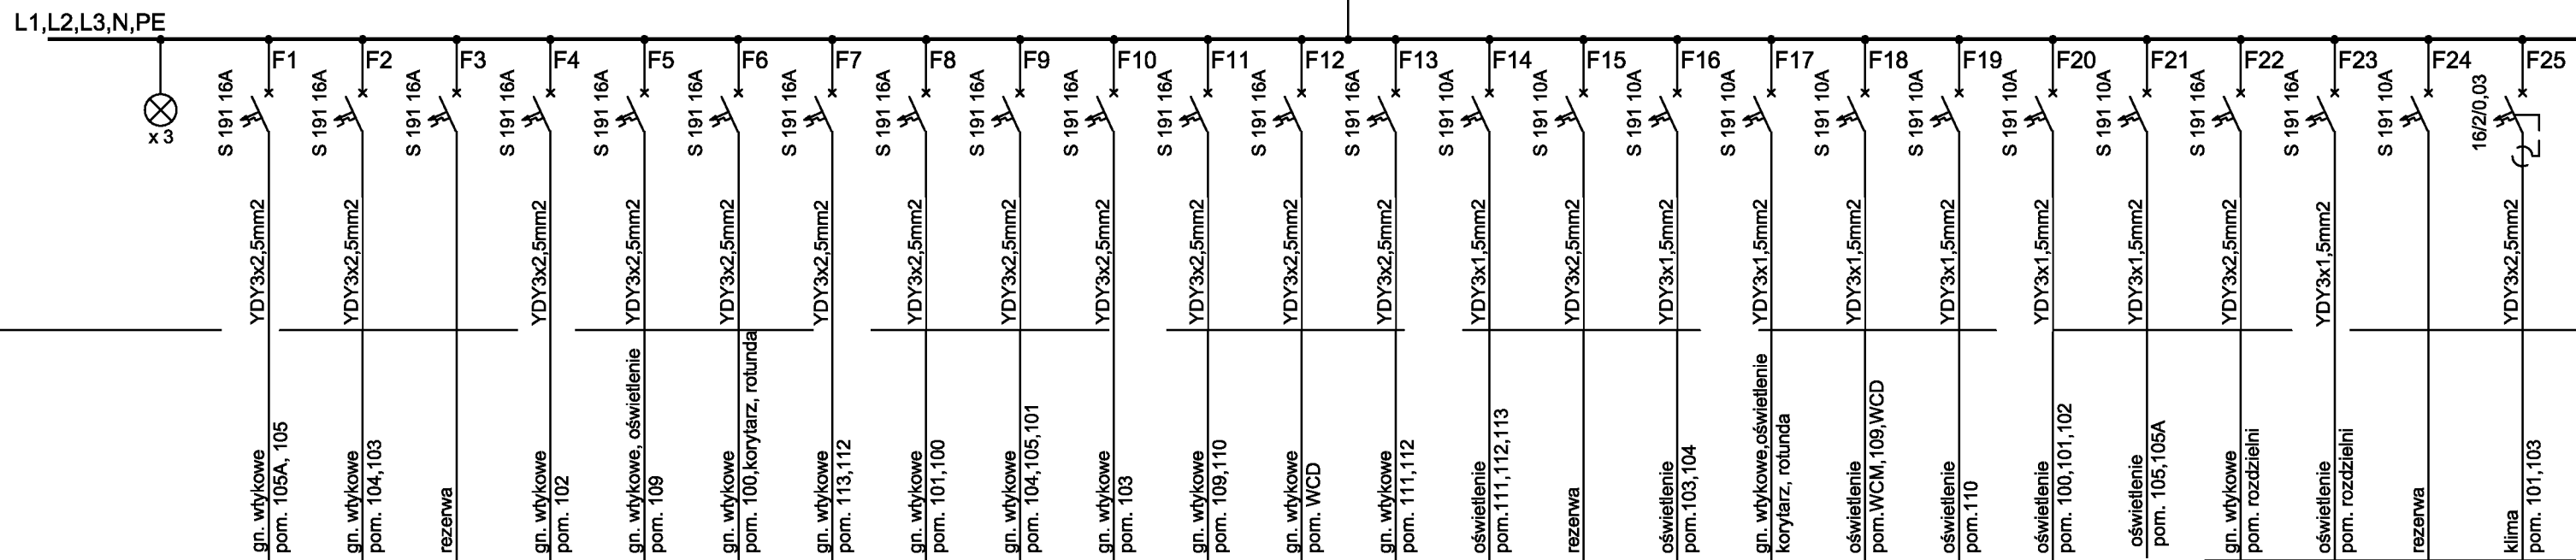 L1,L2,L3,N,PE
x 3
F1
S 191 16A
YDY3x2,5mm2
gn. wtykowe
pom. 105A, 105
F2
S 191 16A
YDY3x2,5mm2
gn. wtykowe
pom. 104,103
F3
S 191 16A
rezerwa
F4
S 191 16A
YDY3x2,5mm2
gn. wtykowe
pom. 102
F5
S 191 16A
YDY3x2,5mm2
gn. wtykowe, oświetlenie
pom. 109
F6
S 191 16A
YDY3x2,5mm2
gn. wtykowe
pom. 100,korytarz, rotunda
F7
S 191 16A
YDY3x2,5mm2
gn. wtykowe
pom. 113,112
F8
S 191 16A
YDY3x2,5mm2
gn. wtykowe
pom. 101,100
F9
S 191 16A
YDY3x2,5mm2
gn. wtykowe
pom. 104,105,101
F10
S 191 16A
YDY3x2,5mm2
gn. wtykowe
pom. 103
F11
S 191 16A
YDY3x2,5mm2
gn. wtykowe
pom. 109,110
F12
S 191 16A
YDY3x2,5mm2
gn. wtykowe
pom. WCD
F13
S 191 16A
YDY3x2,5mm2
gn. wtykowe
pom. 111,112
F14
S 191 10A
YDY3x1,5mm2
oświetlenie
pom.111,112,113
F15
S 191 10A
YDY3x2,5mm2
rezerwa
F16
S 191 10A
YDY3x1,5mm2
oświetlenie
pom.103,104
F17
S 191 10A
YDY3x1,5mm2
gn. wtykowe,oświetlenie
korytarz, rotunda
F18
S 191 10A
YDY3x1,5mm2
oświetlenie
pom.WCM,109,WCD
F19
S 191 10A
YDY3x1,5mm2
oświetlenie
pom.110
F20
S 191 10A
YDY3x1,5mm2
oświetlenie
pom. 100,101,102
F21
S 191 10A
YDY3x1,5mm2
oświetlenie
pom. 105,105A
F22
S 191 16A
YDY3x2,5mm2
gn. wtykowe
pom. rozdzielni
F23
S 191 10A
YDY3x1,5mm2
oświetlenie
pom. rozdzielni
F24
S 191 10A
rezerwa
F25
16/2/0,03
YDY3x2,5mm2
klima
pom. 101,103